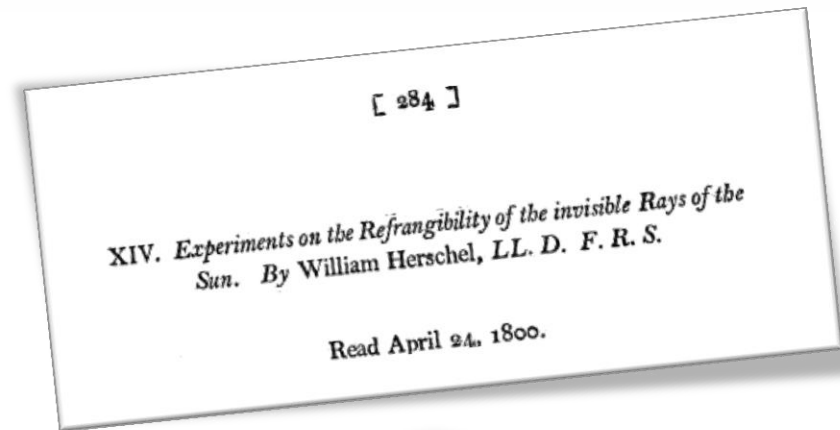 [ 284 ]
XIV. Experiments on the Refrangibility of the invisible Rays of the
Sun. By William Herschel, LL. D. F. R. S.
Read April 24, 1800.